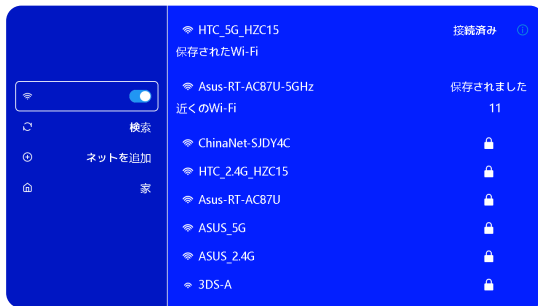 HTC_5G_HZC15 接続済み
保存されたWi-Fi
Asus-RT-AC87U-5GHz 保存されました
近くのWi-Fi 11
検索
ネットを追加
家
ChinaNet-SJDY4C
HTC_2.4G_HZC15
Asus-RT-AC87U
ASUS_5G
ASUS_2.4G
3DS-A